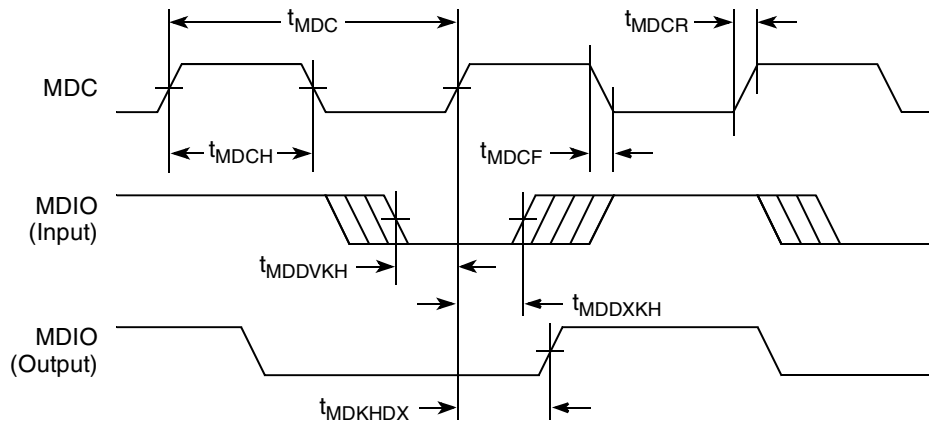 tMDC
tMDCR
MDC
tMDCH
tMDCF
MDIO
(Input)
tMDDVKH
tMDDXKH
MDIO
(Output)
tMDKHDX